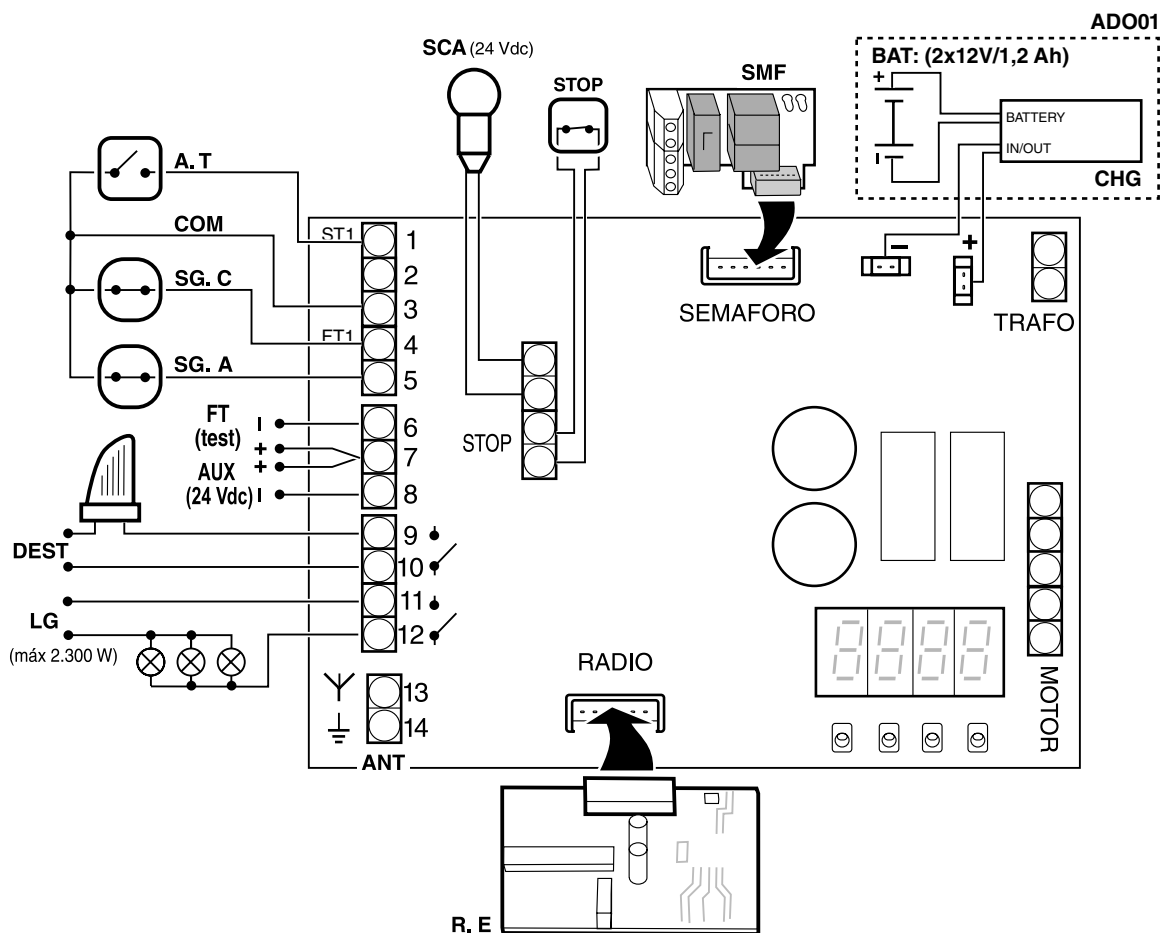 ADO01
BAT: (2x12V/1,2 Ah)
+
BATTERY
IN/OUT
CHG
SCA (24 Vdc)
STOP
SMF
A. T
COM
SG. C
SG. A
ST1
1
2
3
FT1
4
5
FT
(test)
I
+
+
AUX
(24 Vdc)
I
6
7
8
DEST
9
10
11
12
LG
(máx 2.300 W)
13
14
ANT
STOP
SEMAFORO
-
+
TRAFO
RADIO
8888
MOTOR
R. E